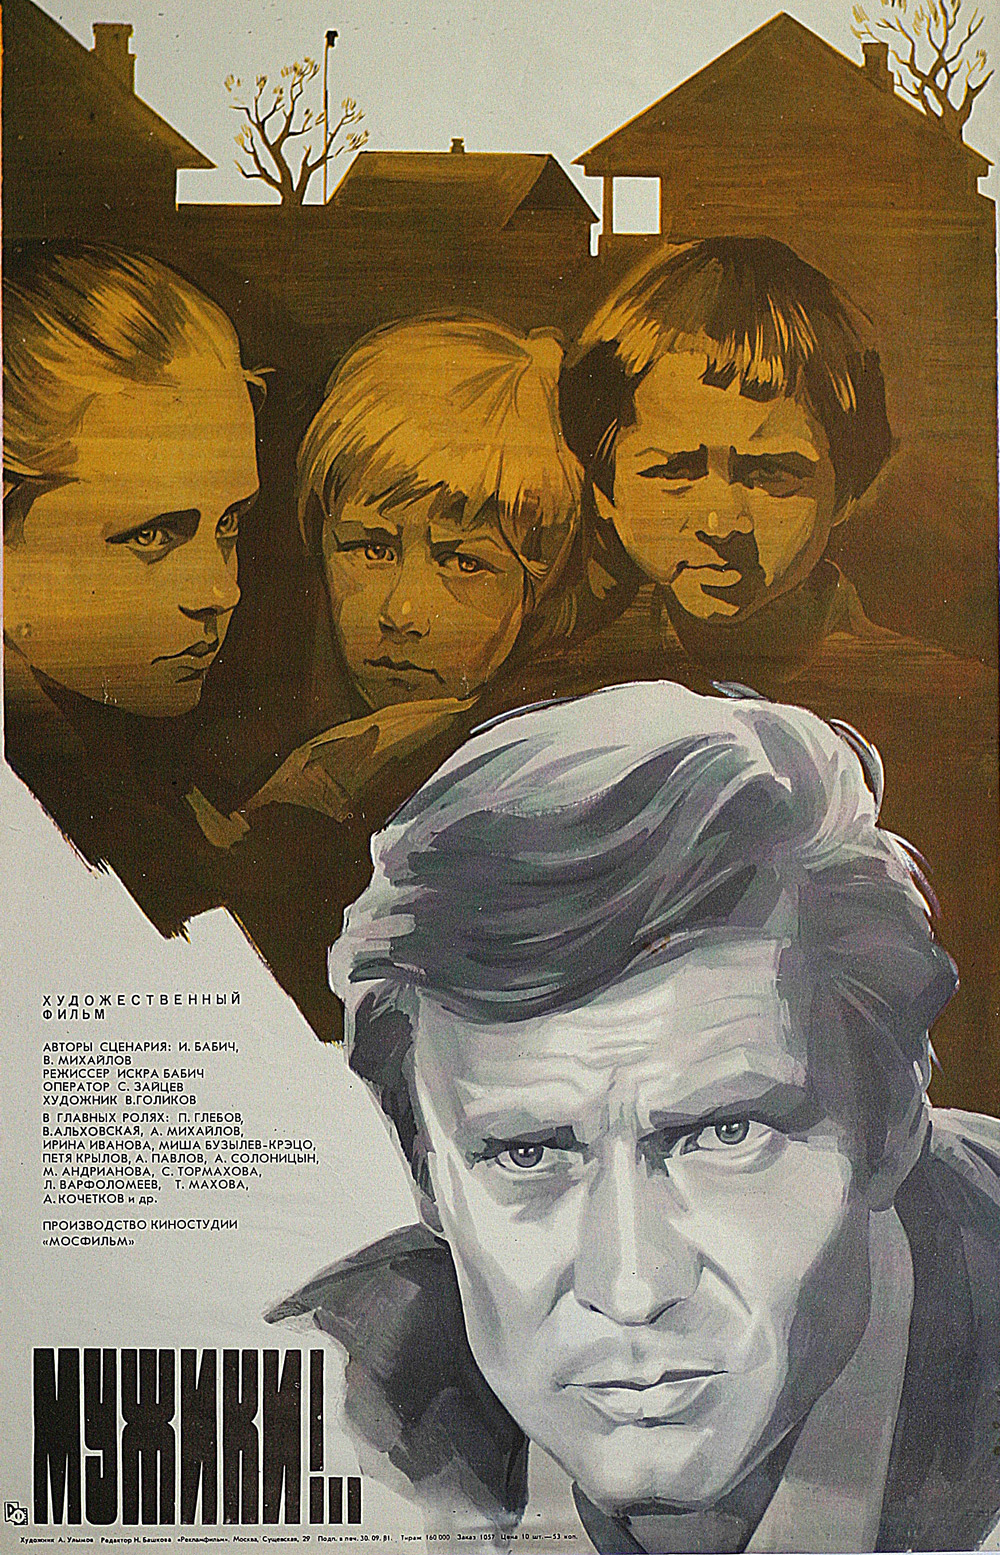 ХУДОЖЕСТВЕННЫЙ
ФИЛЬМ
АВТОРЫ СЦЕНАРИЯ: И. БАБИЧ,
В. МИХАЙЛОВ
РЕЖИССЕР ИСКРА БАБИЧ
ОПЕРАТОР С. ЗАЙЦЕВ
ХУДОЖНИК В.ГОЛИКОВ
В ГЛАВНЫХ РОЛЯХ: П. ГЛЕБОВ,
В.АЛЬХОВСКАЯ, А. МИХАЙЛОВ,
ИРИНА ИВАНОВА, МИША БУЗЫЛЕВ-КРЭЦО,
ПЕТЯ КРЫЛОВ, А. ПАВЛОВ, А. СОЛОНИЦЫН,
М. АНДРИАНОВА, С. ТОРМАХОВА,
Л. ВАРФОЛОМЕЕВ, Т. МАХОВА,
А. КОЧЕТКОВ и др.
ПРОИЗВОДСТВО КИНОСТУДИИ
«МОСФИЛЬМ»
МУЖИКИ!..
Художник А. Улымов Редактор Н. Башкова «Рекламфильм», Москва, Сущевская, 29 Подп. в печ. 30. 09. 81. Тираж 160 000 Заказ 1057 Цена 10 шт.—53 коп.